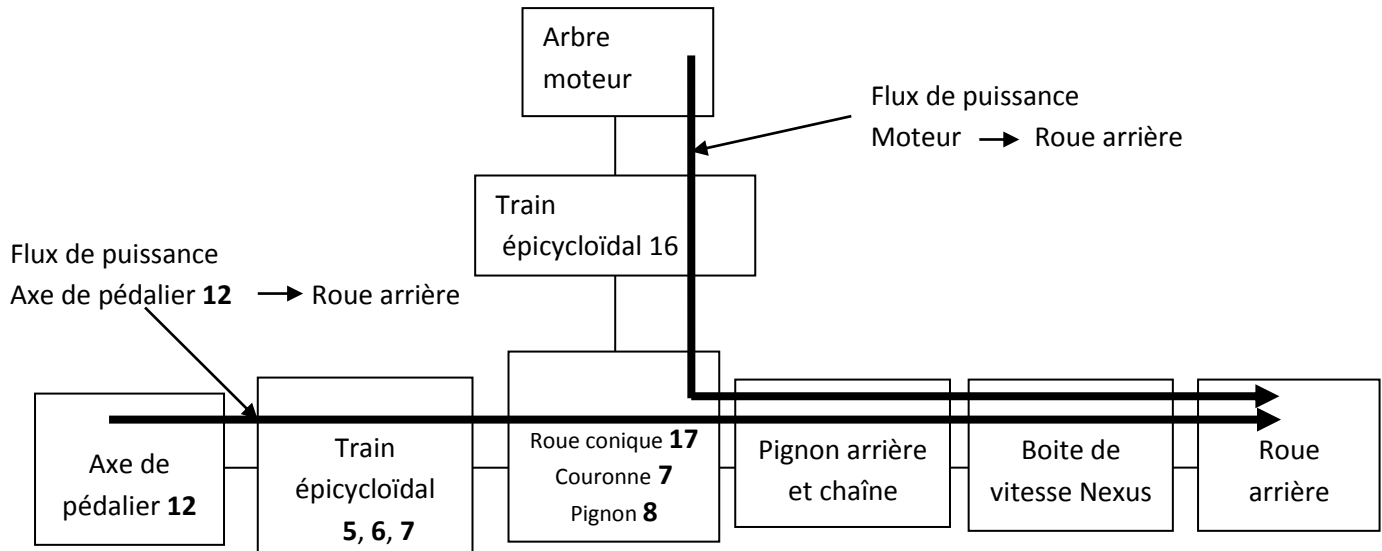 Arbre
moteur
Flux de puissance
Moteur → Roue arrière
Train
épicycloïdal 16
Flux de puissance
Axe de pédalier 12 → Roue arrière
Axe de
pédalier 12
Train
épicycloïdal
5, 6, 7
Roue conique 17
Couronne 7
Pignon 8
Pignon arrière
et chaîne
Boite de
vitesse Nexus
Roue
arrière